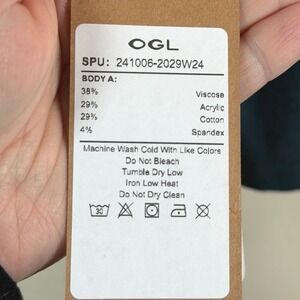 OGL
SPU: 241006-2029W24
BODY A:
38% Viscose
29% Acrylic
29% Cotton
4% Spandex
Machine Wash Cold With Like Colors
Do Not Bleach
Tumble Dry Low
Iron Low Heat
Do Not Dry Clean
30